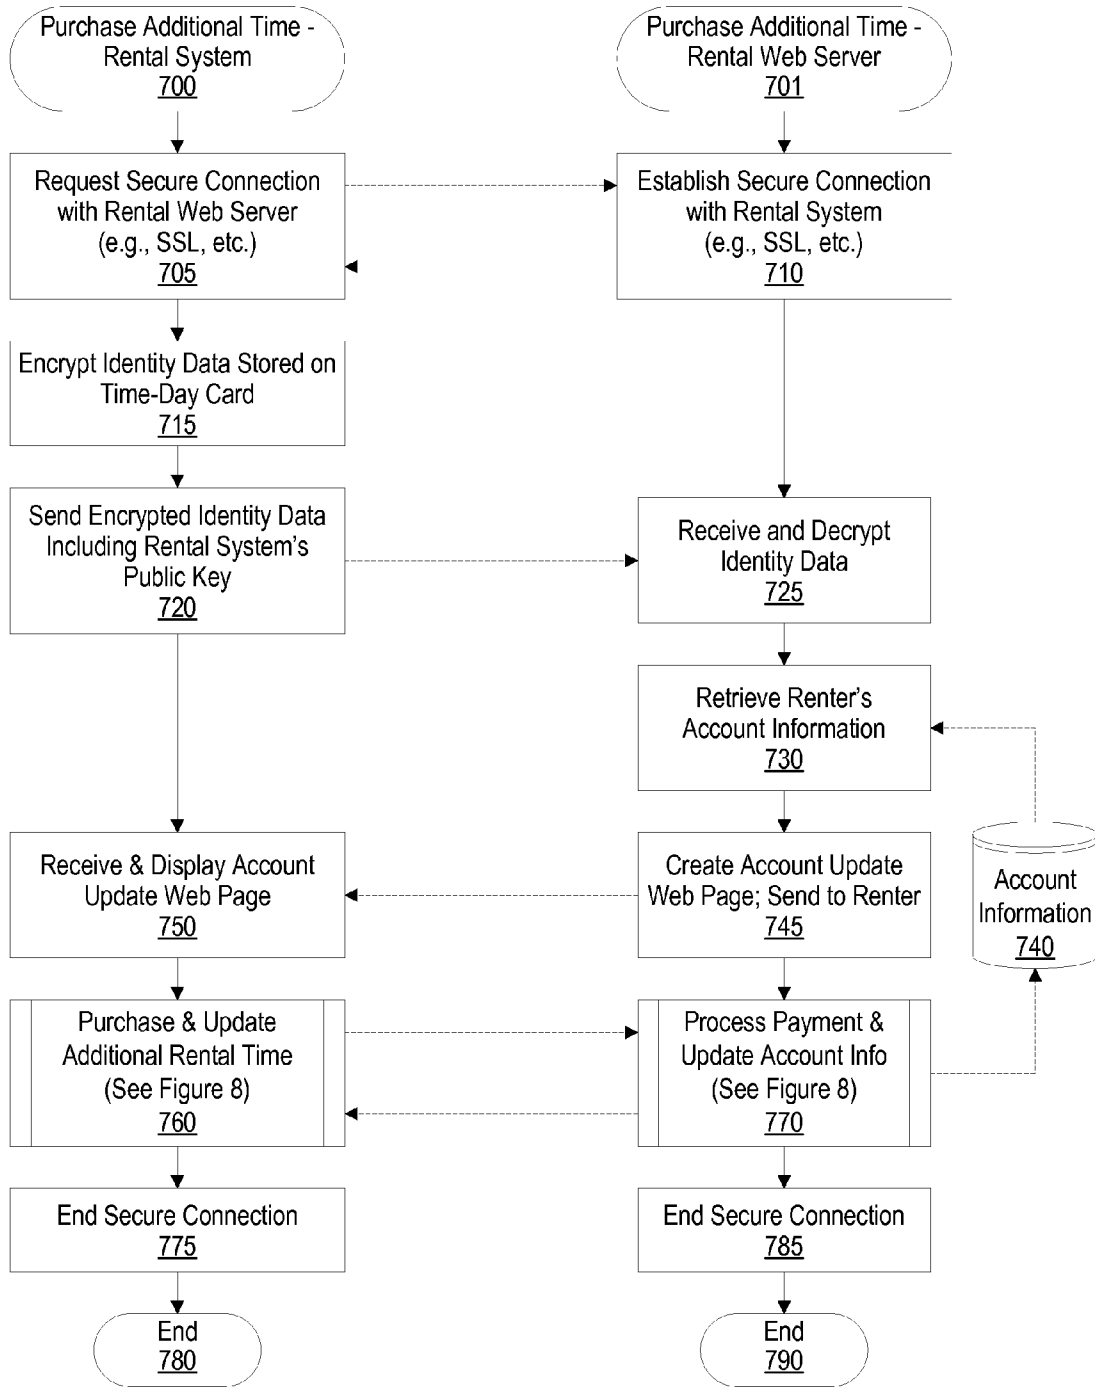 Purchase Additional Time -
Rental System
700
Purchase Additional Time -
Rental Web Server
701
Request Secure Connection
with Rental Web Server
(e.g., SSL, etc.)
705
Establish Secure Connection
with Rental System
(e.g., SSL, etc.)
710
Encrypt Identity Data Stored on
Time-Day Card
715
Send Encrypted Identity Data
Including Rental System's
Public Key
720
Receive and Decrypt
Identity Data
725
Retrieve Renter's
Account Information
730
Receive & Display Account
Update Web Page
750
Create Account Update
Web Page; Send to Renter
745
Account
Information
740
Purchase & Update
Additional Rental Time
(See Figure 8)
760
Process Payment &
Update Account Info
(See Figure 8)
770
End Secure Connection
775
End Secure Connection
785
End
780
End
790